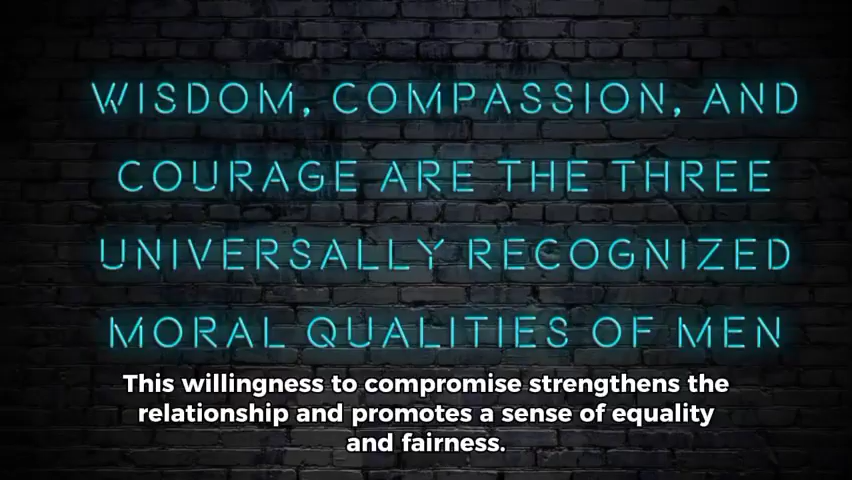 WISDOM, COMPASSION, AND
COURAGE ARE THE THREE
UNIVERSALLY RECOGNIZED
MORAL QUALITIES OF MEN
This willingness to compromise strengthens the
relationship and promotes a sense of equality
and fairness.